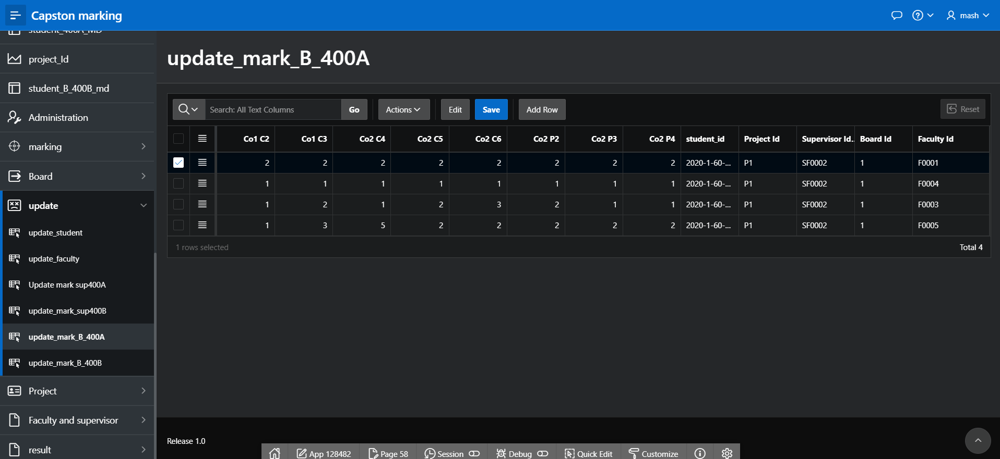 Capston marking
mash
student_400A_MD
project_Id
student_B_400B_md
Administration
marking
Board
update
update_student
update_faculty
Update mark sup400A
update_mark_sup400B
update_mark_B_400A
update_mark_B_400B
Project
Faculty and supervisor
result
update_mark_B_400A
Search: All Text Columns Go Actions Edit Save Add Row Reset
Co1 C2 Co1 C3 Co2 C4 Co2 C5 Co2 C6 Co2 P2 Co2 P3 Co2 P4 student_id Project Id Supervisor Id.. Board Id Faculty Id
2 2 2 2 2 2 2 2 2020-1-60-... P1 SF0002 1 F0001
1 1 1 1 1 1 1 1 2020-1-60-... P1 SF0002 1 F0004
1 2 1 2 3 2 1 1 2020-1-60-... P1 SF0002 1 F0003
1 3 5 2 2 2 2 2 2020-1-60-... P1 SF0002 1 F0005
1 rows selected Total 4
Release 1.0
App 128482 Page 58 Session Debug Quick Edit Customize